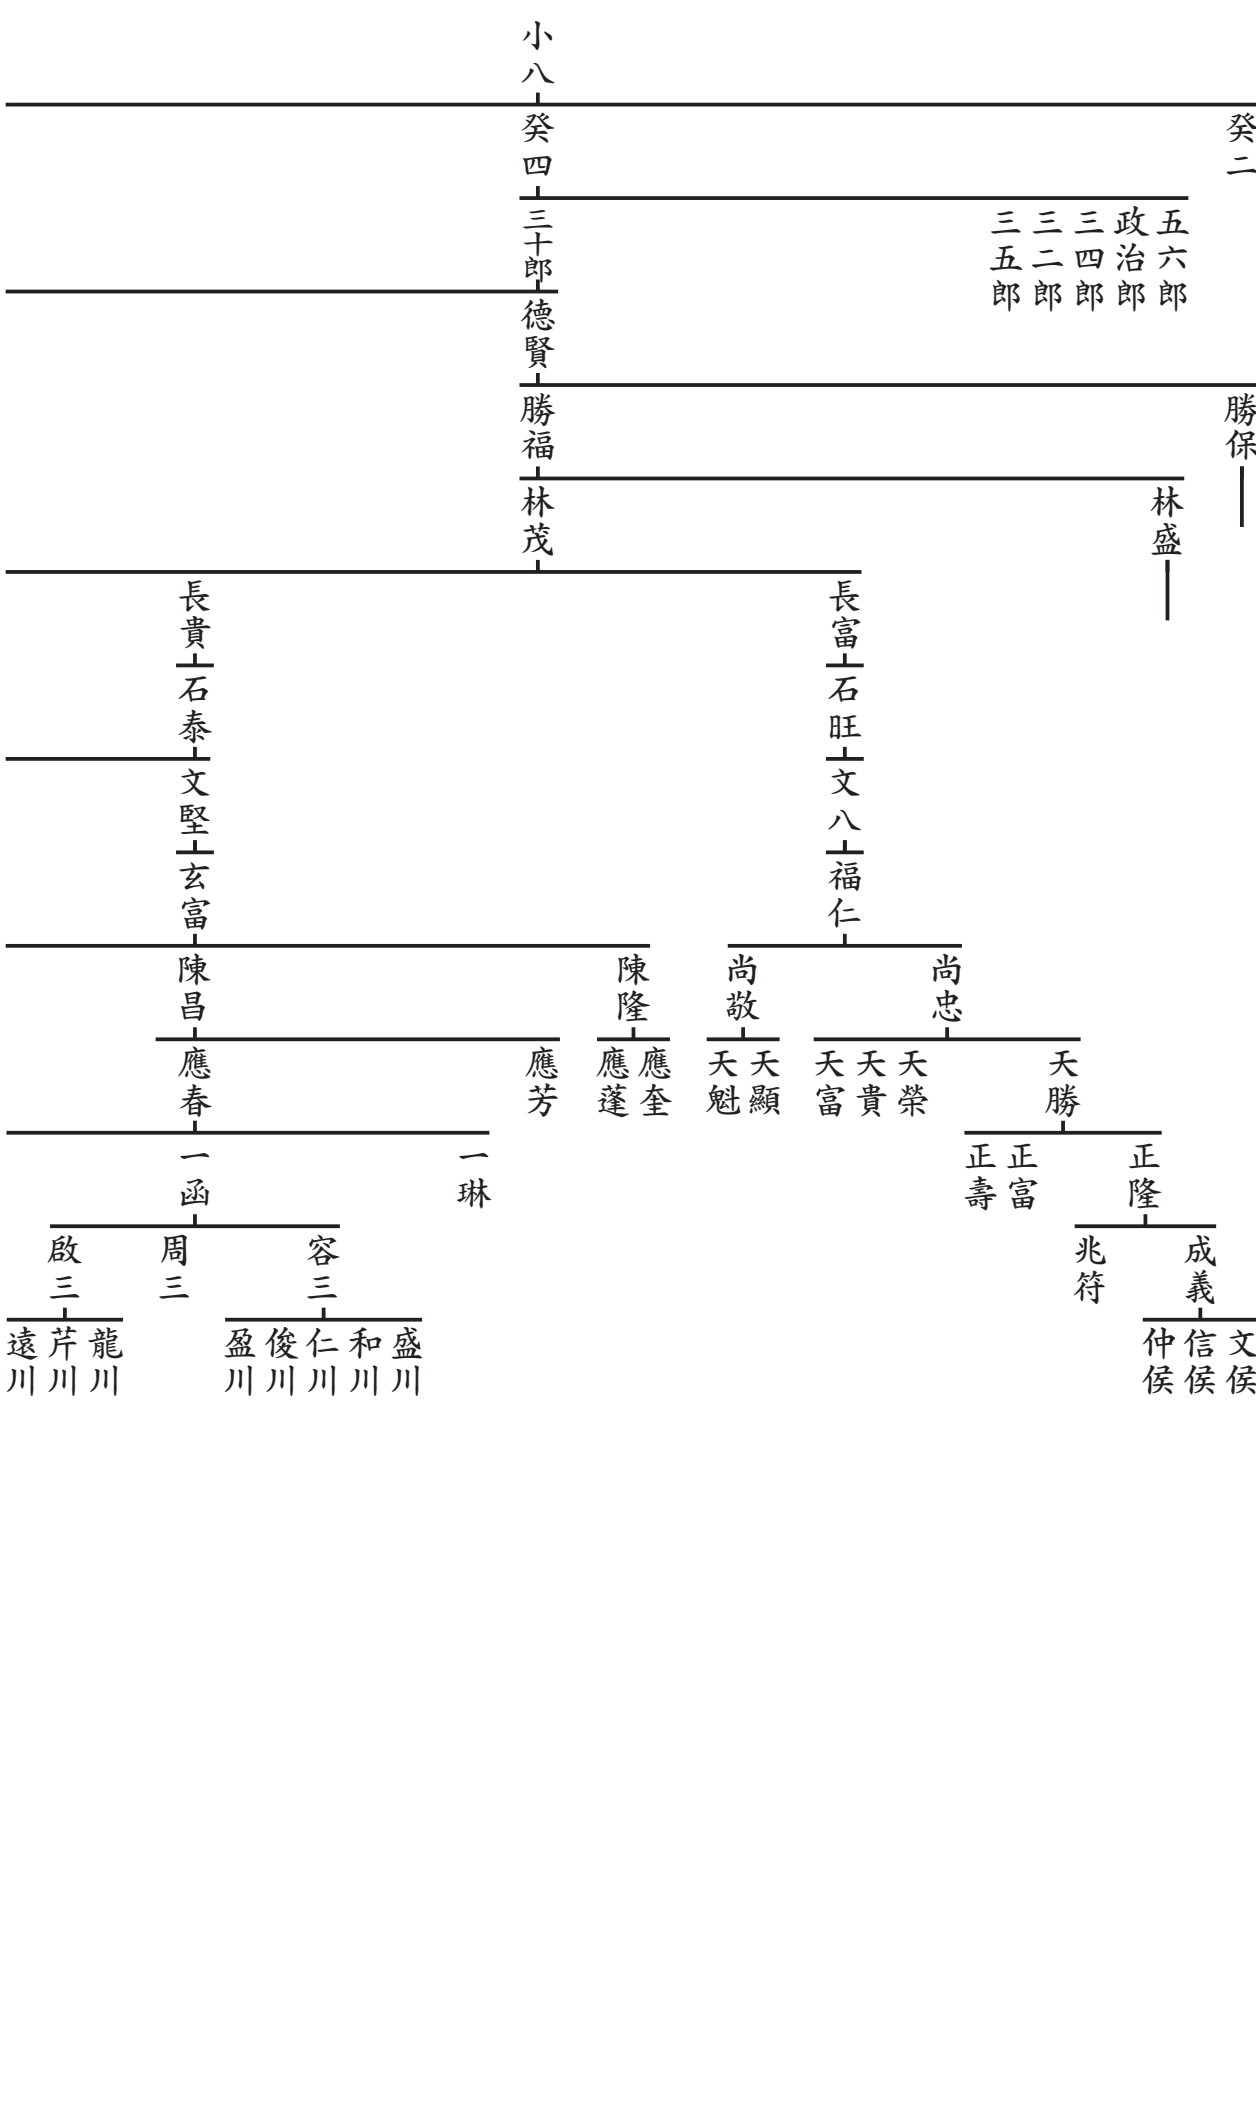 小八
癸二
癸四
五六郎
政治郎
三四郎
三二郎
三五郎
三十郎
德賢
勝保
勝福
林盛
林茂
長富
長貴
石旺
石泰
文八
文堅
福仁
玄富
尚忠
尚敬
陳隆
陳昌
天勝
天榮
天貴
天富
天顯
天魁
應奎
應蓬
應芳
應春
正隆
正富
正壽
一琳
一函
成義
兆符
容三
周三
啟三
文侯
信侯
仲侯
盛川
和川
仁川
俊川
盈川
龍川
芹川
遠川